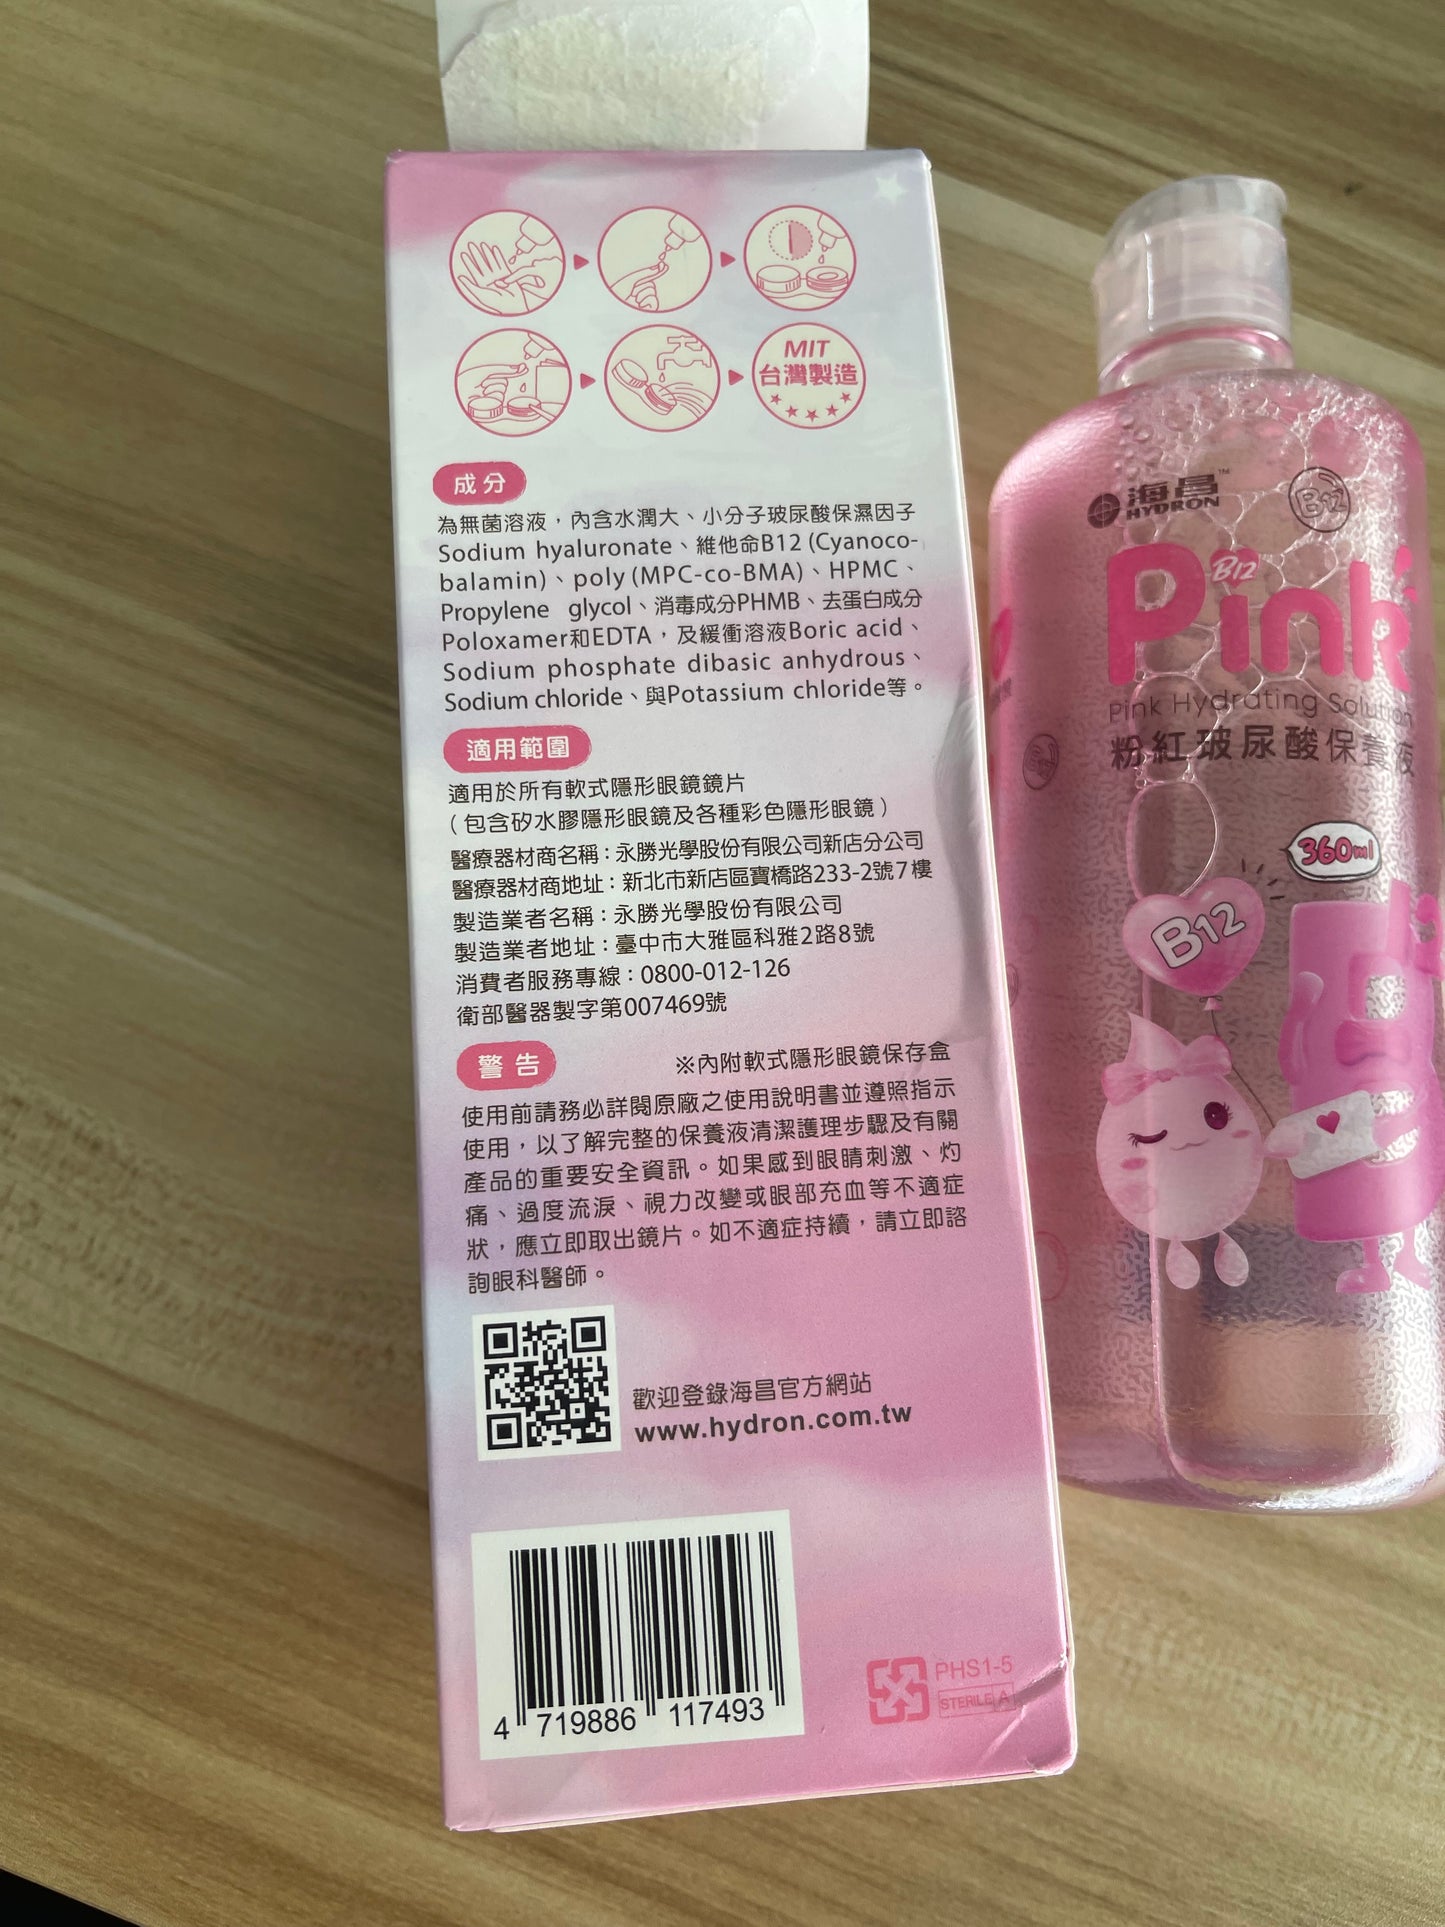 MIT
台灣製造
成分
為無菌溶液，內含水潤大、小分子玻尿酸保濕因子
Sodium hyaluronate、維他命B12 (Cyanoco-
balamin)、poly (MPC-co-BMA)、HPMC、
Propylene glycol、消毒成分PHMB、去蛋白成分
Poloxamer和EDTA，及緩衝溶液Boric acid、
Sodium phosphate dibasic anhydrous、
Sodium chloride、與Potassium chloride等。
適用範圍
適用於所有軟式隱形眼鏡鏡片
（包含矽水膠隱形眼鏡及各種彩色隱形眼鏡）
醫療器材商名稱：永勝光學股份有限公司新店分公司
醫療器材商地址：新北市新店區寶橋路233-2號7樓
製造業者名稱：永勝光學股份有限公司
製造業者地址：臺中市大雅區科雅2路8號
消費者服務專線：0800-012-126
衛部醫器製字第007469號
警告
※內附軟式隱形眼鏡保存盒
使用前請務必詳閱原廠之使用說明書並遵照指示
使用，以了解完整的保養液清潔護理步驟及有關
產品的重要安全資訊。如果感到眼睛刺激、灼
痛、過度流淚、視力改變或眼部充血等不適症
狀，應立即取出鏡片。如不適症持續，請立即諮
詢眼科醫師。
歡迎登錄海昌官方網站
www.hydron.com.tw
4 719886 117493
PHS1-5
STERILE A
海昌™
HYDRON
B12
Pink
B12
Pink Hydrating Solution
粉紅玻尿酸保養液
360ml
B12